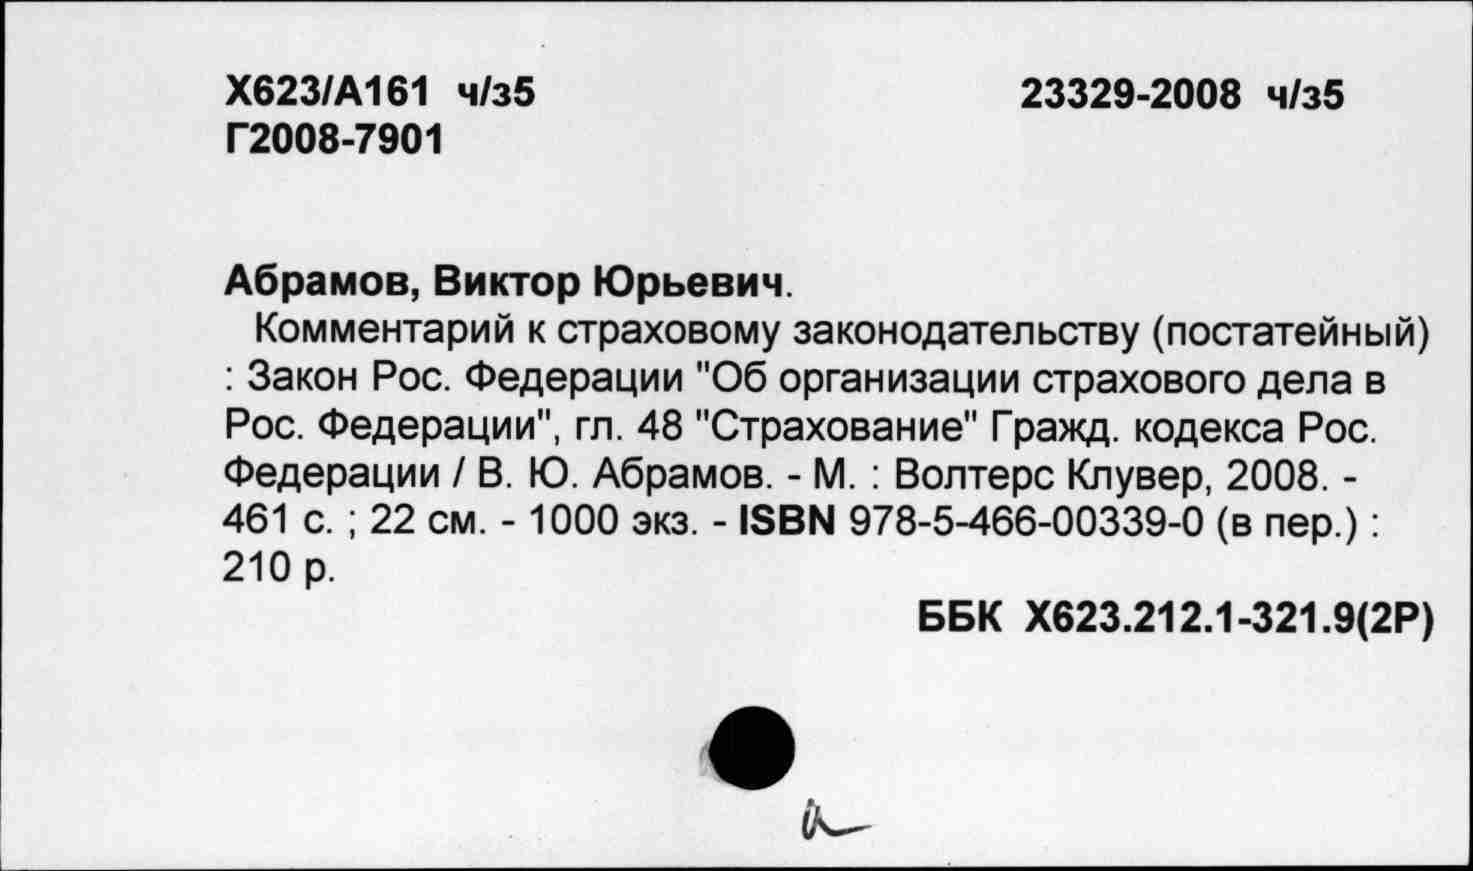 Х623/А161 ч/з5 23329-2008 ч/з5
Г2008-7901
Абрамов, Виктор Юрьевич.
Комментарий к страховому законодательству (постатейный)
: Закон Рос. Федерации "Об организации страхового дела в
Рос. Федерации", гл. 48 "Страхование" Гражд. кодекса Рос.
Федерации / В. Ю. Абрамов. - М. : Волтерс Клувер, 2008. -
461 с. ; 22 см. - 1000 экз. - ISBN 978-5-466-00339-0 (в пер.) :
210 р.
ББК Х623.212.1-321.9(2Р)